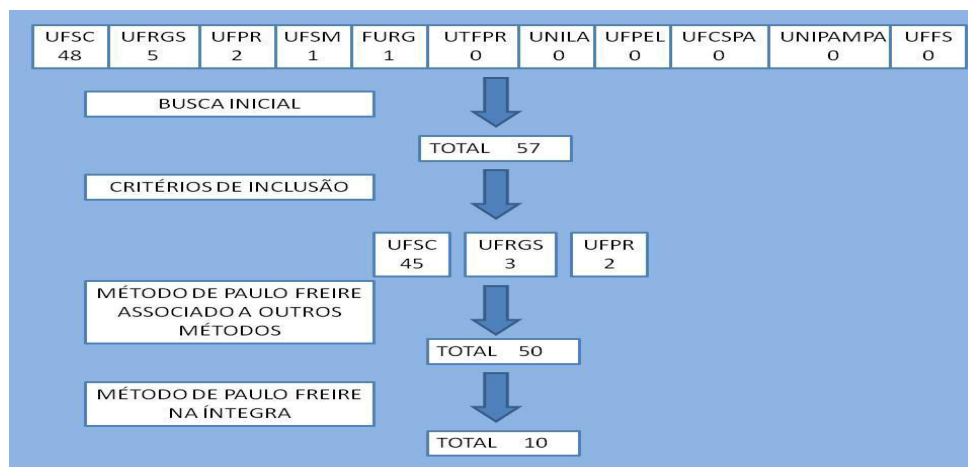 UFSC UFRGS UFPR UFSM FURG UTFPR UNILA UFPEL UFCSPA UNIPAMPA UFFS
48 5 2 1 1 0 0 0 0 0 0
BUSCA INICIAL
TOTAL 57
CRITÉRIOS DE INCLUSÃO
UFSC UFRGS UFPR
45 3 2
MÉTODO DE PAULO FREIRE
ASSOCIADO A OUTROS
MÉTODOS
TOTAL 50
MÉTODO DE PAULO FREIRE
NA ÍNTEGRA
TOTAL 10